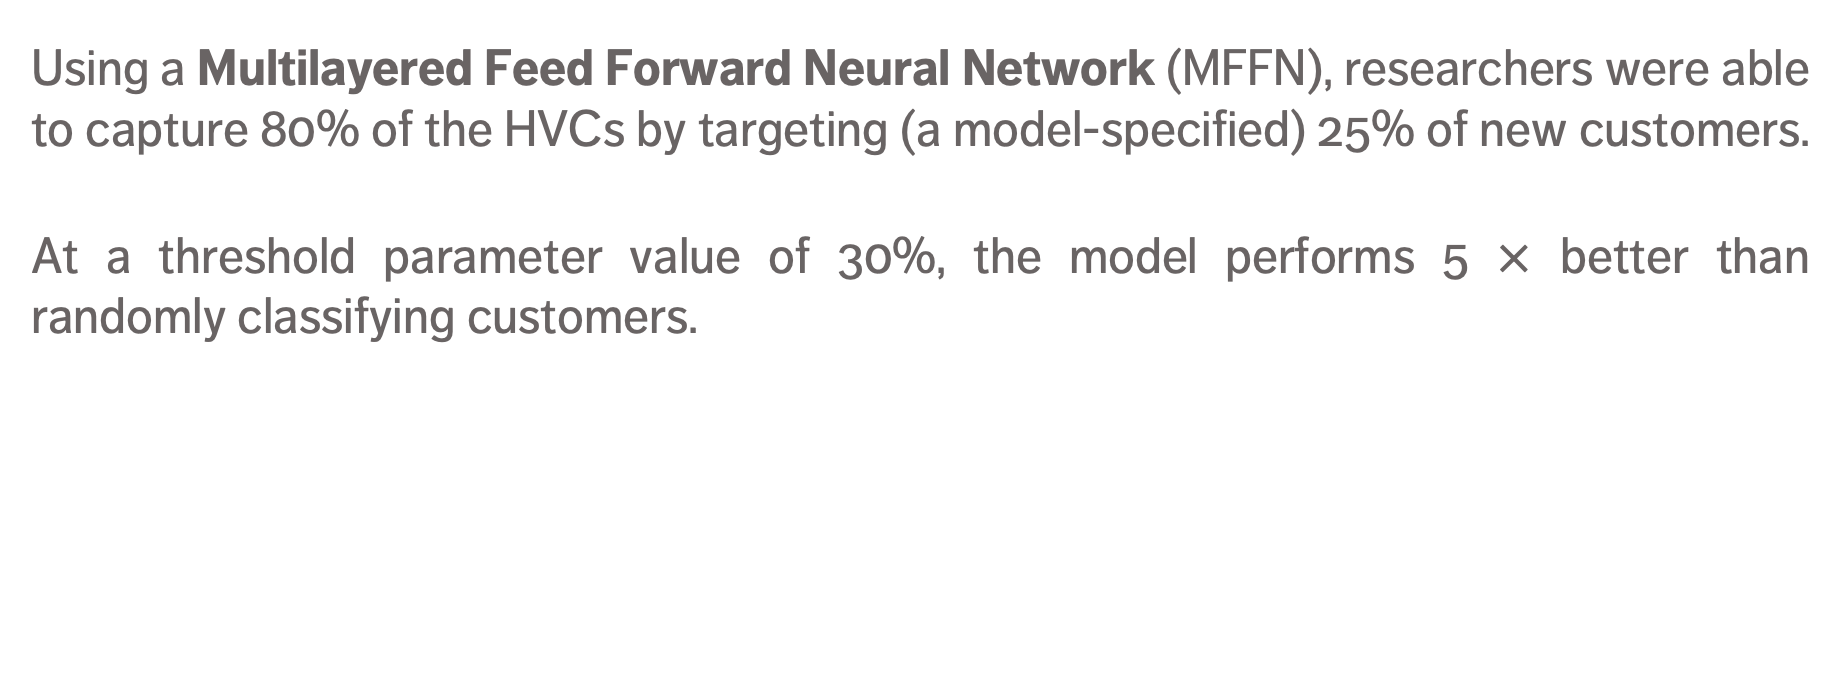 Using a Multilayered Feed Forward Neural Network (MFFN), researchers were able
to capture 80% of the HVCs by targeting (a model-specified) 25% of new customers.
At a threshold parameter value of 30%, the model performs 5 × better than
randomly classifying customers.